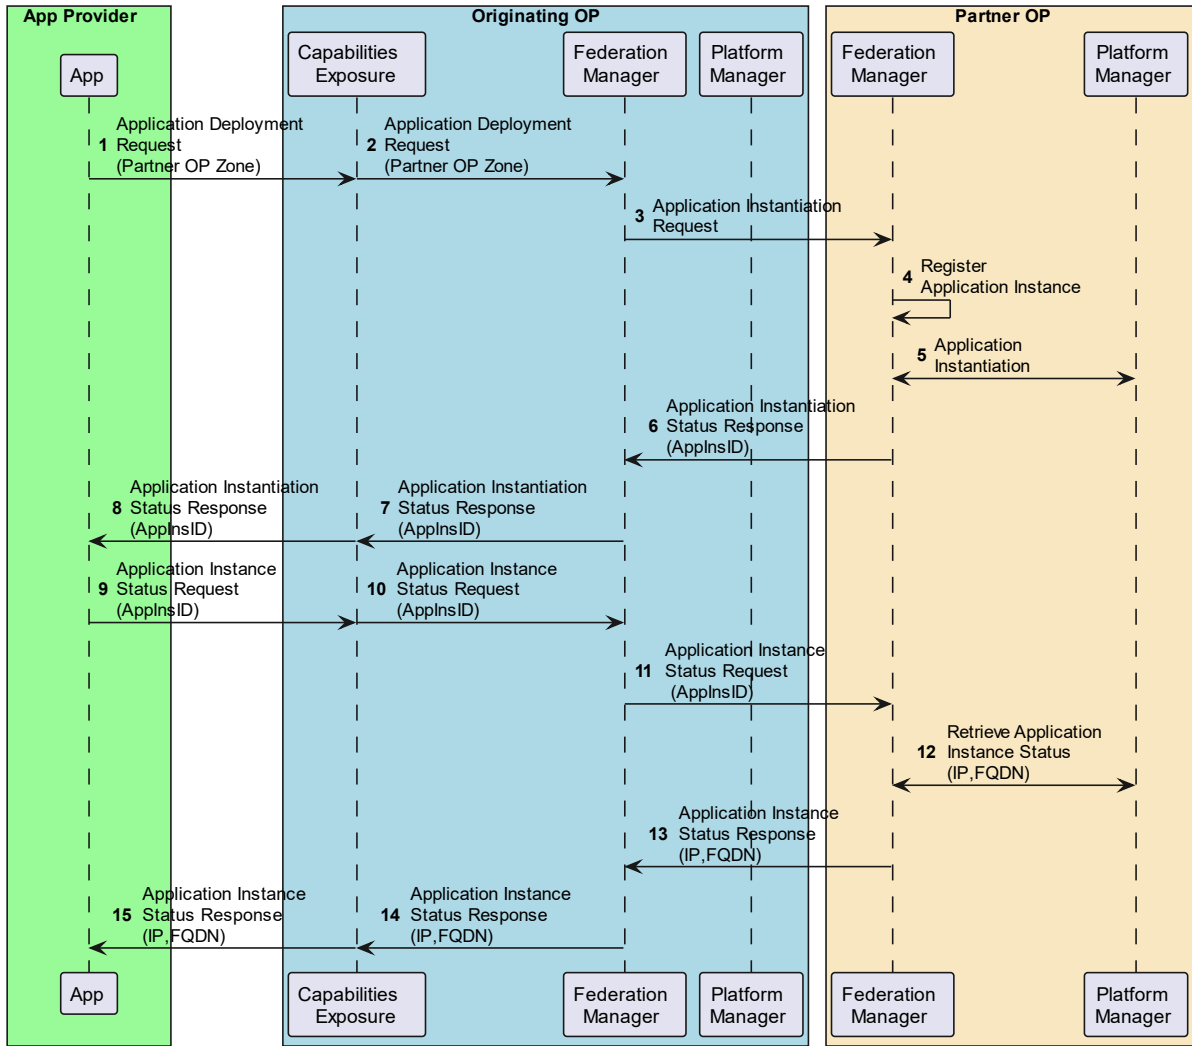 App Provider
Originating OP
Partner OP
App
Capabilities
Exposure
Federation
Manager
Platform
Manager
Federation
Manager
Platform
Manager
1 Application Deployment
Request
(Partner OP Zone)
2 Application Deployment
Request
(Partner OP Zone)
3 Application Instantiation
Request
4 Register
Application Instance
5 Application
Instantiation
6 Application Instantiation
Status Response
(AppInsID)
7 Application Instantiation
Status Response
(AppInsID)
8 Application Instantiation
Status Response
(AppInsID)
9 Application Instance
Status Request
(AppInsID)
10 Application Instance
Status Request
(AppInsID)
11 Application Instance
Status Request
(AppInsID)
12 Retrieve Application
Instance Status
(IP,FQDN)
13 Application Instance
Status Response
(IP,FQDN)
14 Application Instance
Status Response
(IP,FQDN)
15 Application Instance
Status Response
(IP,FQDN)
App
Capabilities
Exposure
Federation
Manager
Platform
Manager
Federation
Manager
Platform
Manager